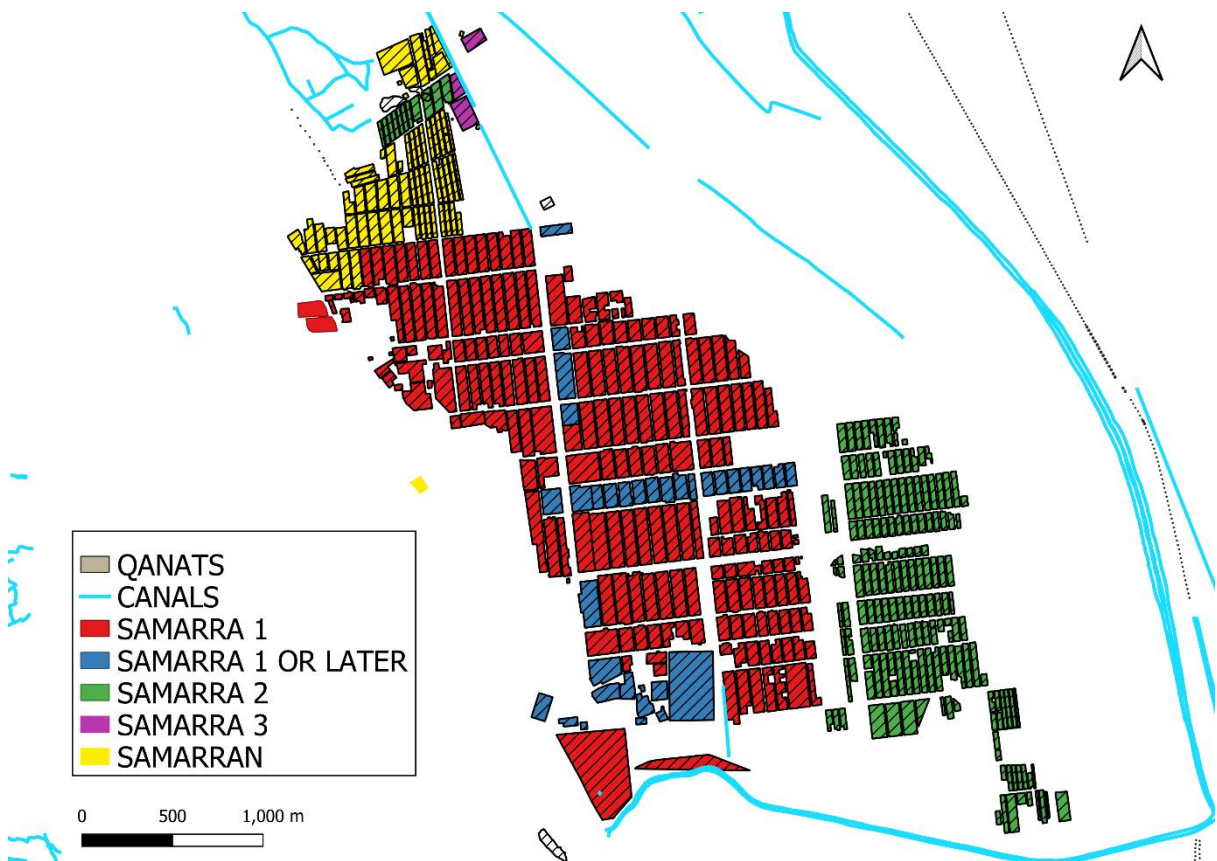 QANATS
CANALS
SAMARRA 1
SAMARRA 1 OR LATER
SAMARRA 2
SAMARRA 3
SAMARRAN
0 500 1,000 m